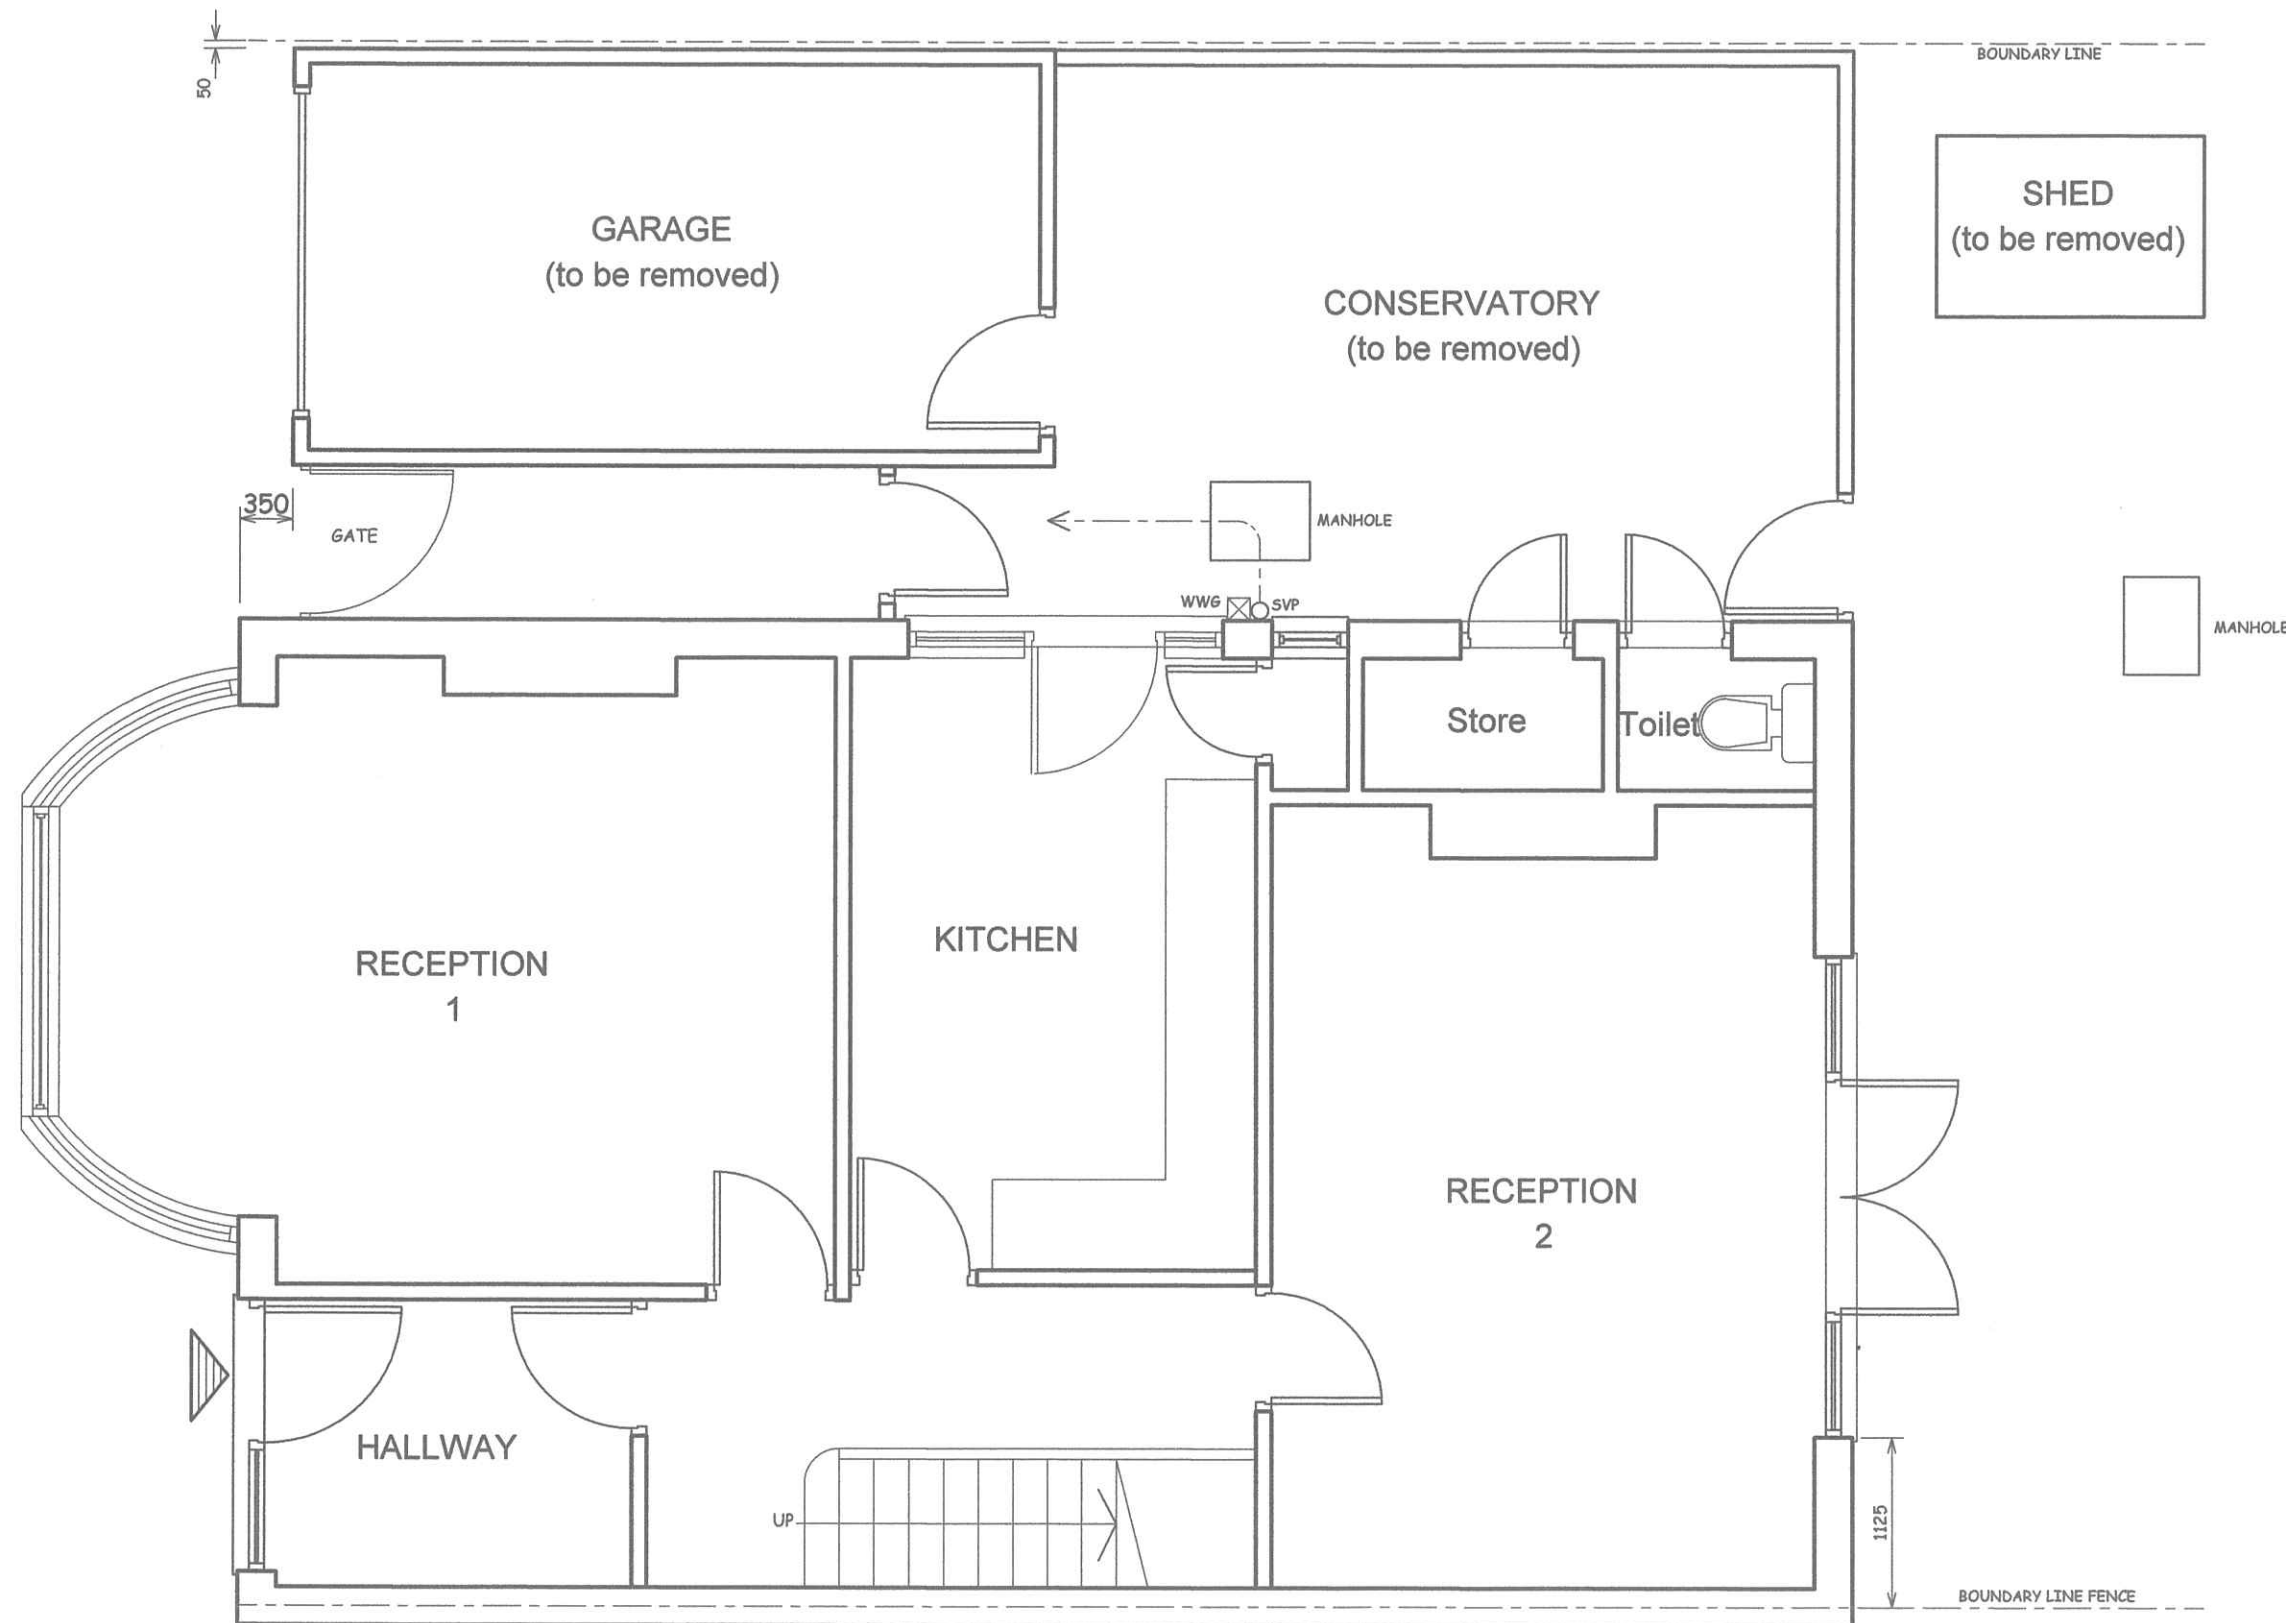 BOUNDARY LINE
50
SHED
(to be removed)
GARAGE
(to be removed)
CONSERVATORY
(to be removed)
350
GATE
MANHOLE
WWG
SVP
MANHOLE
Store
Toilet
KITCHEN
RECEPTION
1
RECEPTION
2
HALLWAY
UP
1125
BOUNDARY LINE FENCE